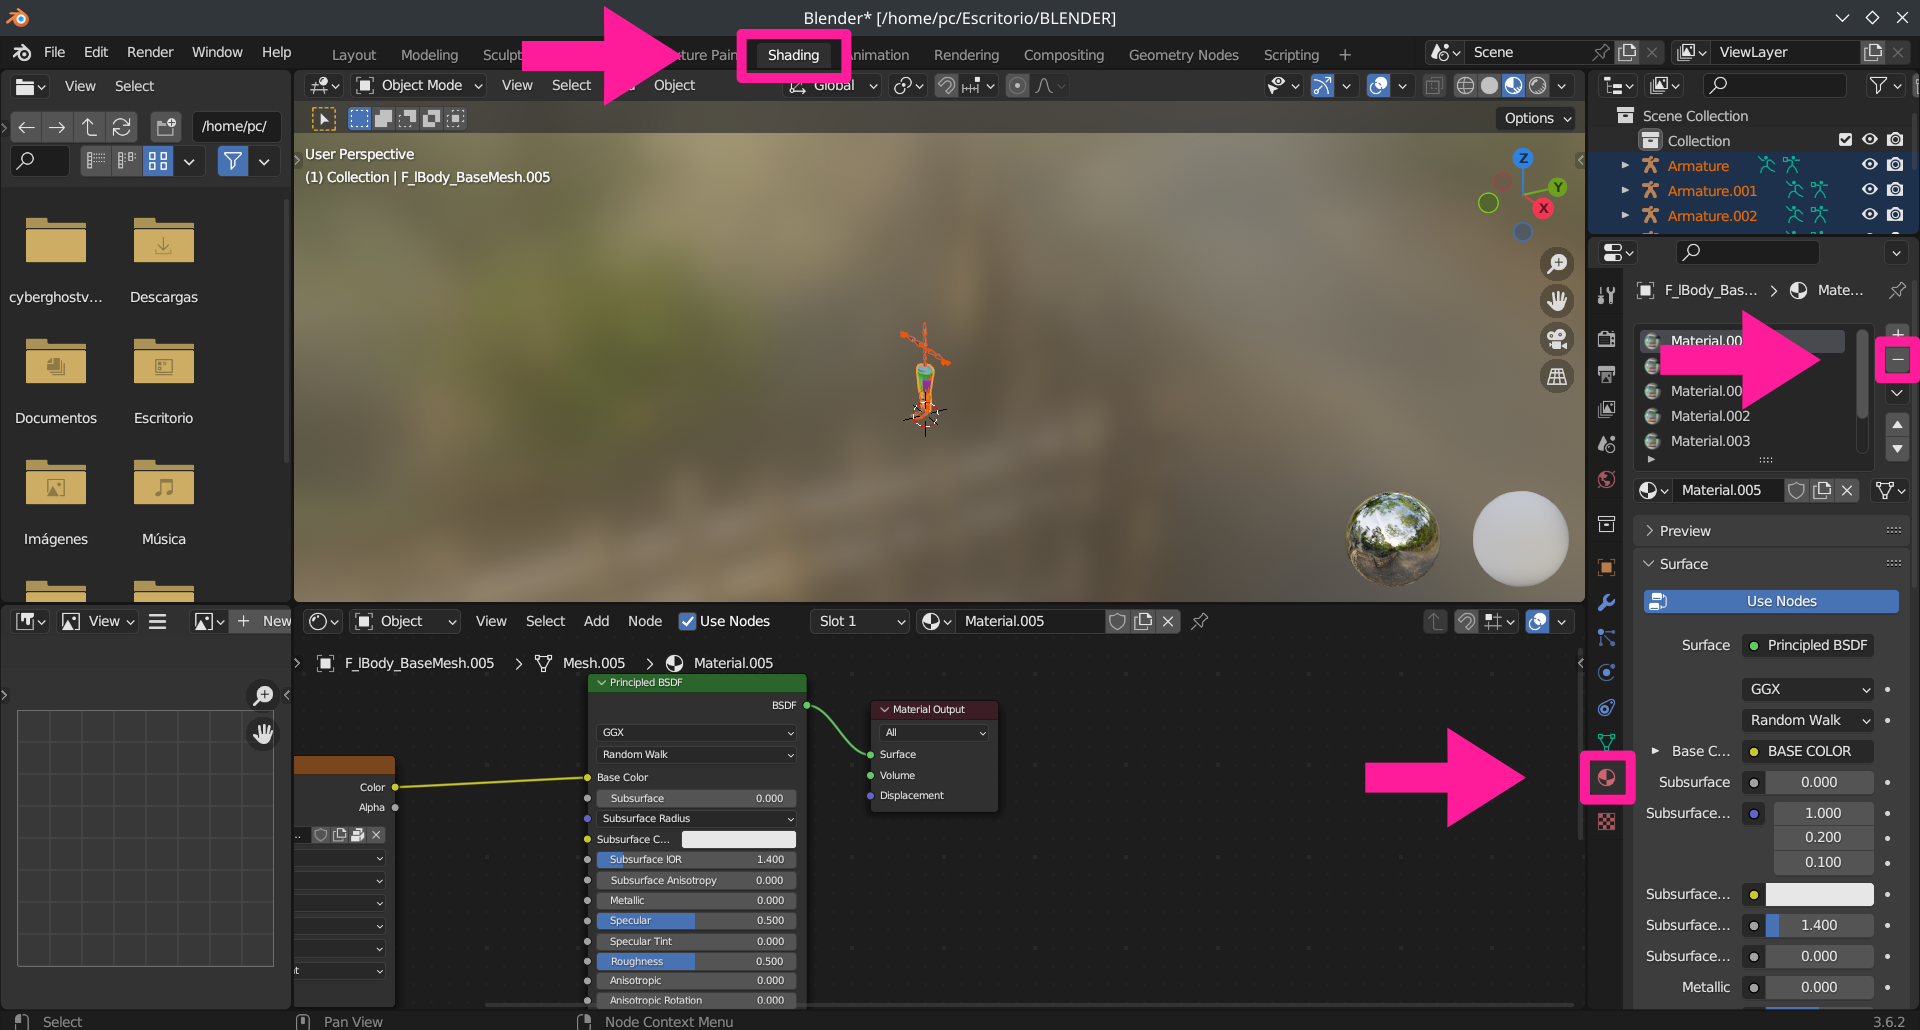 Blender* [/home/pc/Escritorio/BLENDER]
File Edit Render Window Help
Layout Modeling Sculpt
Shading
Rendering Compositing Geometry Nodes Scripting
Scene
ViewLayer
View Select
Object Mode View Select Object Global
/home/pc/
Options
cyberghostv...
Descargas
Documentos
Escritorio
Imágenes
Música
User Perspective
(1) Collection | F_lBody_BaseMesh.005
Z
Y
X
Scene Collection
Collection
Armature
Armature.001
Armature.002
F_lBody_Bas...
Mate...
Material.00
Material.00
Material.002
Material.003
Material.005
Preview
Surface
Use Nodes
Surface Principled BSDF
GGX
Random Walk
Base C... BASE COLOR
Subsurface 0.000
Subsurface... 1.000
0.200
0.100
Subsurface...
Subsurface... 1.400
Subsurface... 0.000
Metallic 0.000
View New
Object View Select Add Node Use Nodes Slot 1 Material.005
F_lBody_BaseMesh.005 > Mesh.005 > Material.005
Color
Alpha
Principled BSDF
BSDF
GGX
Random Walk
Base Color
Subsurface 0.000
Subsurface Radius
Subsurface C...
Subsurface IOR 1.400
Subsurface Anisotropy 0.000
Metallic 0.000
Specular 0.500
Specular Tint 0.000
Roughness 0.500
Anisotropic 0.000
Anisotropic Rotation 0.000
Material Output
All
Surface
Volume
Displacement
Select
Pan View
Node Context Menu
3.6.2